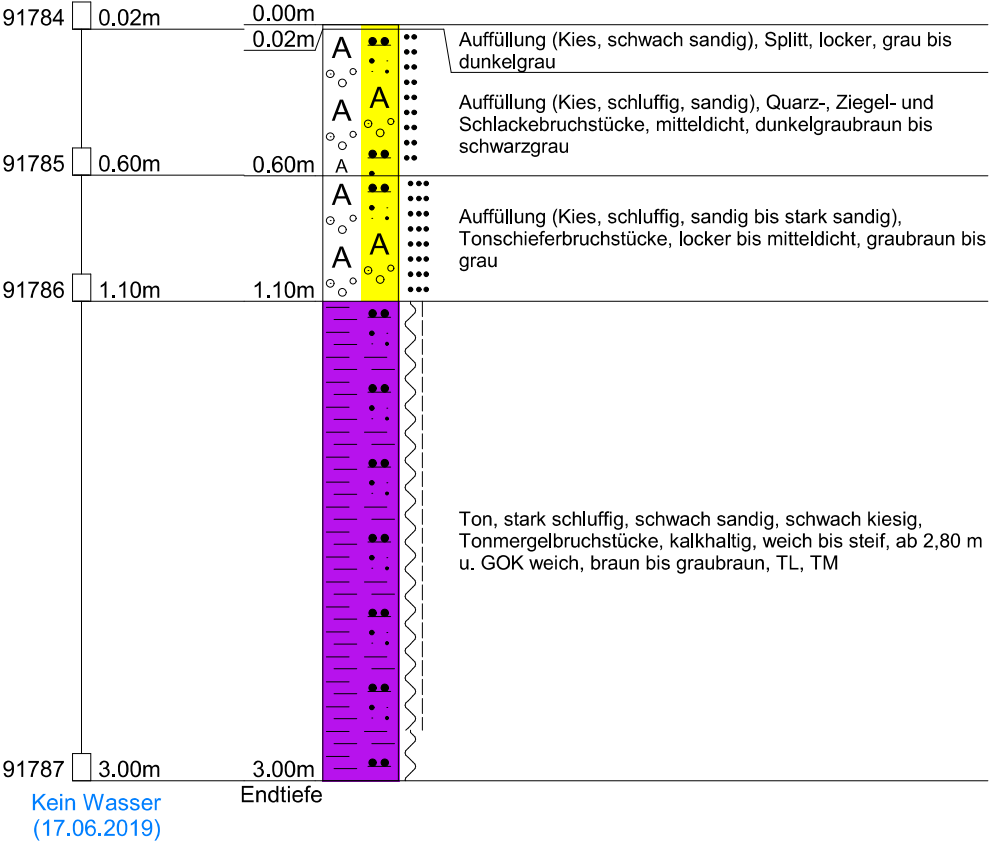 91784 0.02m 0.00m
0.02m
A
Auffüllung (Kies, schwach sandig), Splitt, locker, grau bis
dunkelgrau
A
A
Auffüllung (Kies, schluffig, sandig), Quarz-, Ziegel- und
Schlackebruchstücke, mitteldicht, dunkelgraubraun bis
schwarzgrau
91785 0.60m 0.60m A
A
Auffüllung (Kies, schluffig, sandig bis stark sandig),
Tonschieferbruchstücke, locker bis mitteldicht, graubraun bis
grau
A
A
91786 1.10m 1.10m
Ton, stark schluffig, schwach sandig, schwach kiesig,
Tonmergelbruchstücke, kalkhaltig, weich bis steif, ab 2,80 m
u. GOK weich, braun bis graubraun, TL, TM
91787 3.00m 3.00m
Endtiefe
Kein Wasser
(17.06.2019)